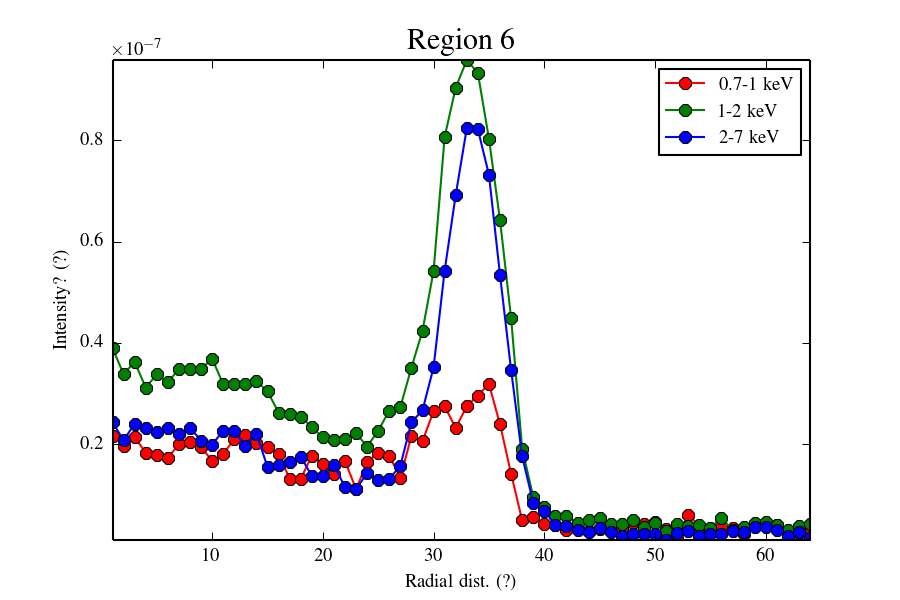 Region 6
×10⁻⁷
0.7-1 keV
1-2 keV
2-7 keV
0.8
0.6
0.4
0.2
Intensity? (?)
10 20 30 40 50 60
Radial dist. (?)